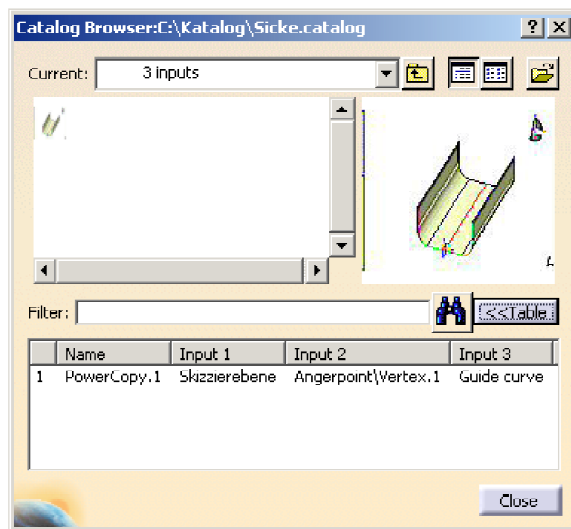 Catalog Browser:C:\Katalog\Sicke.catalog
Current: 3 inputs
Filter: <<Table
Name Input 1 Input 2 Input 3
1 PowerCopy.1 Skizzierebene Angerpoint\Vertex.1 Guide curve
Close